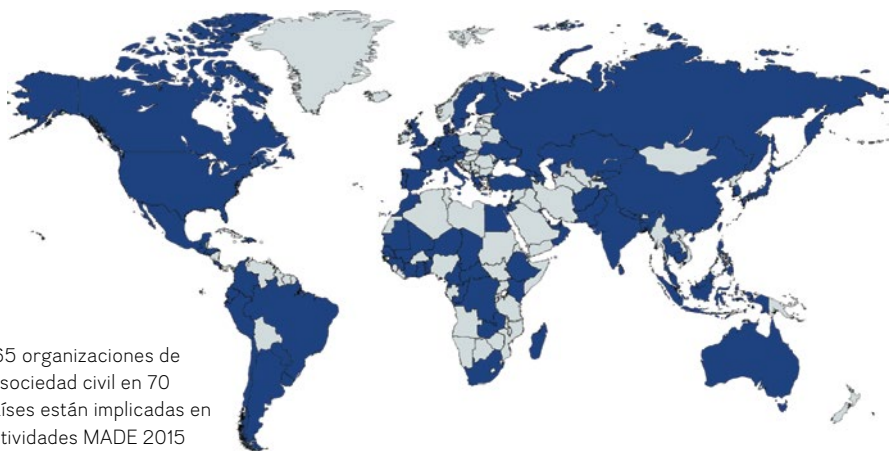 65 organizaciones de
sociedad civil en 70
íses están implicadas en
tividades MADE 2015